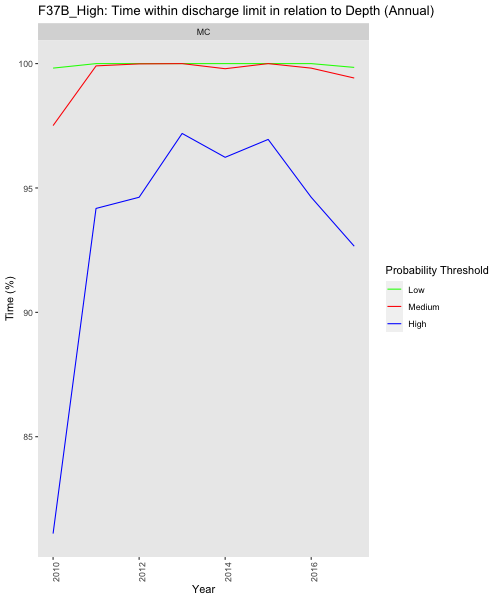 F37B_High: Time within discharge limit in relation to Depth (Annual)
MC
100
95
90
85
Time (%)
2010
2012
2014
2016
Year
Probability Threshold
Low
Medium
High